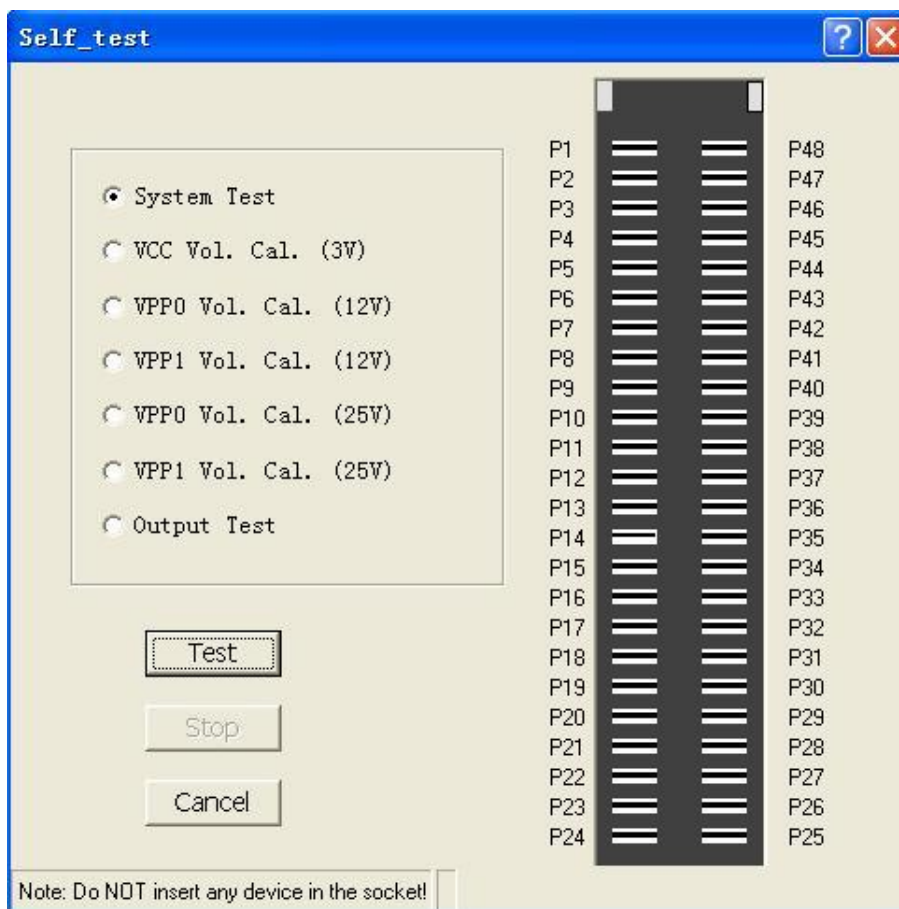 Self_test
System Test
VCC Vol. Cal. (3V)
VPP0 Vol. Cal. (12V)
VPP1 Vol. Cal. (12V)
VPP0 Vol. Cal. (25V)
VPP1 Vol. Cal. (25V)
Output Test
Test
Stop
Cancel
P1 P48
P2 P47
P3 P46
P4 P45
P5 P44
P6 P43
P7 P42
P8 P41
P9 P40
P10 P39
P11 P38
P12 P37
P13 P36
P14 P35
P15 P34
P16 P33
P17 P32
P18 P31
P19 P30
P20 P29
P21 P28
P22 P27
P23 P26
P24 P25
Note: Do NOT insert any device in the socket!